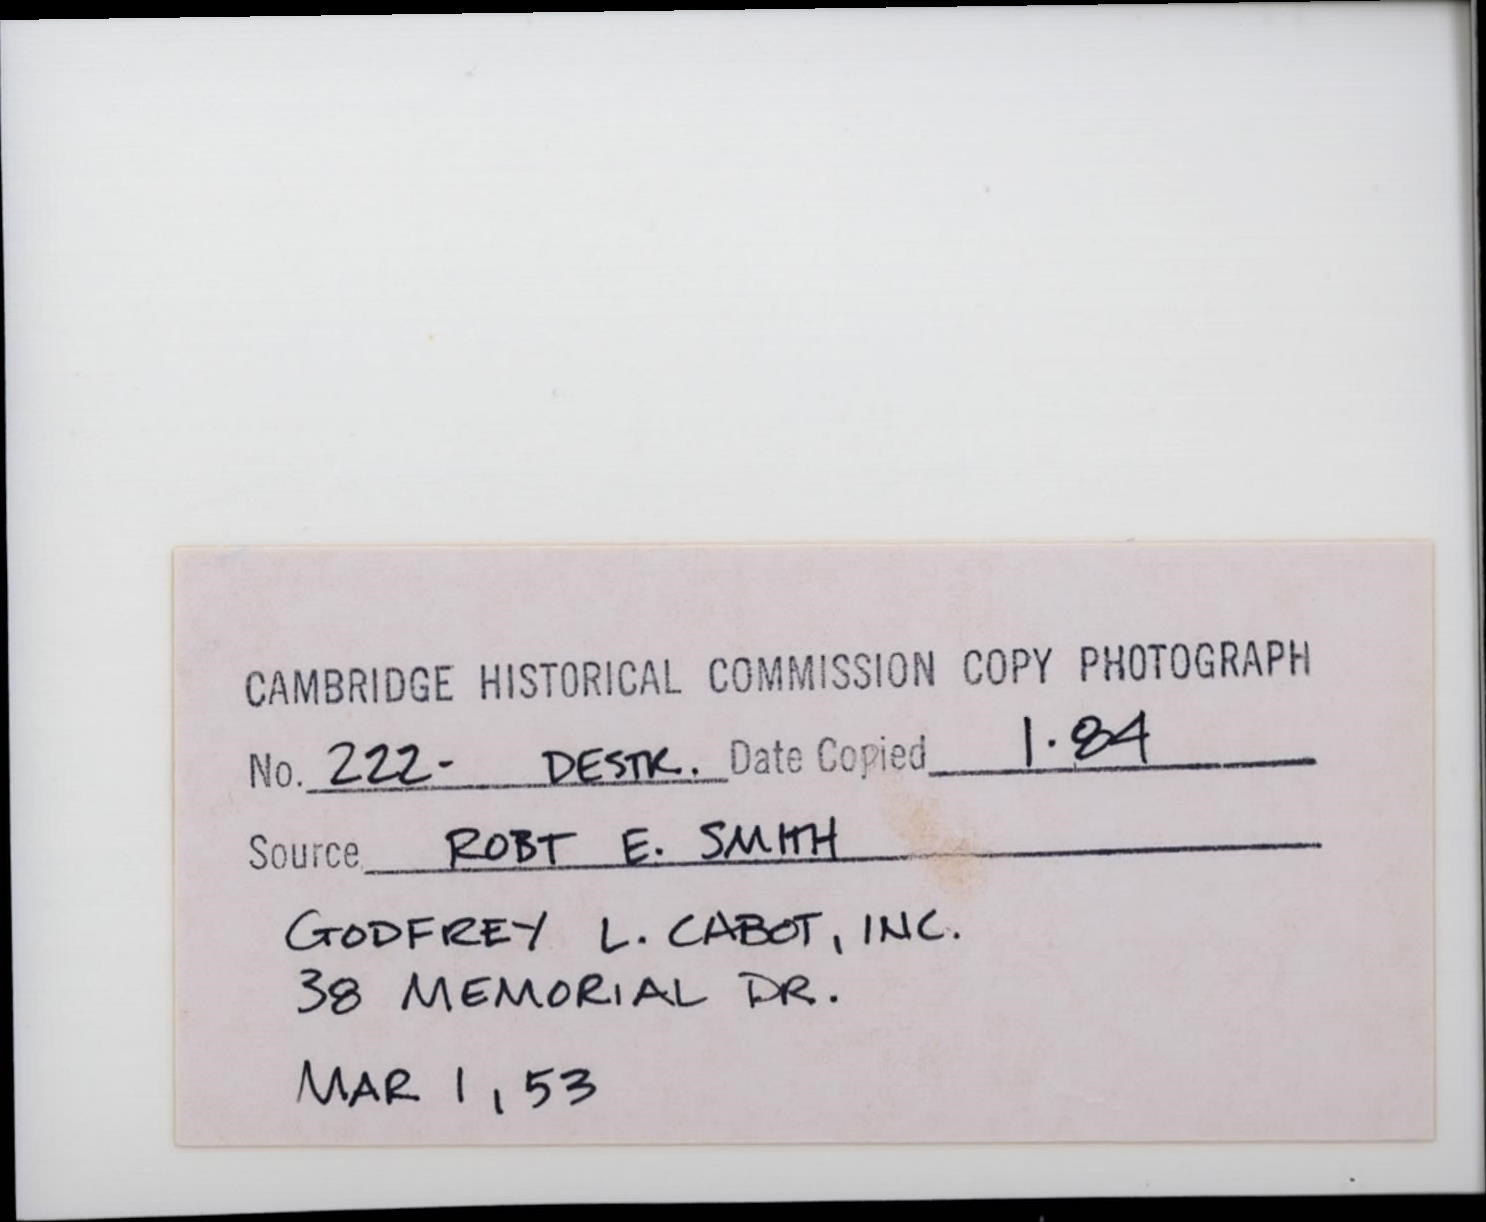 CAMBRIDGE HISTORICAL COMMISSION COPY PHOTOGRAPH
No. 222- DESTR. Date Copied 1.84
Source ROBT E. SMITH
GODFREY L. CABOT, INC.
38 MEMORIAL DR.
MAR 1, 53